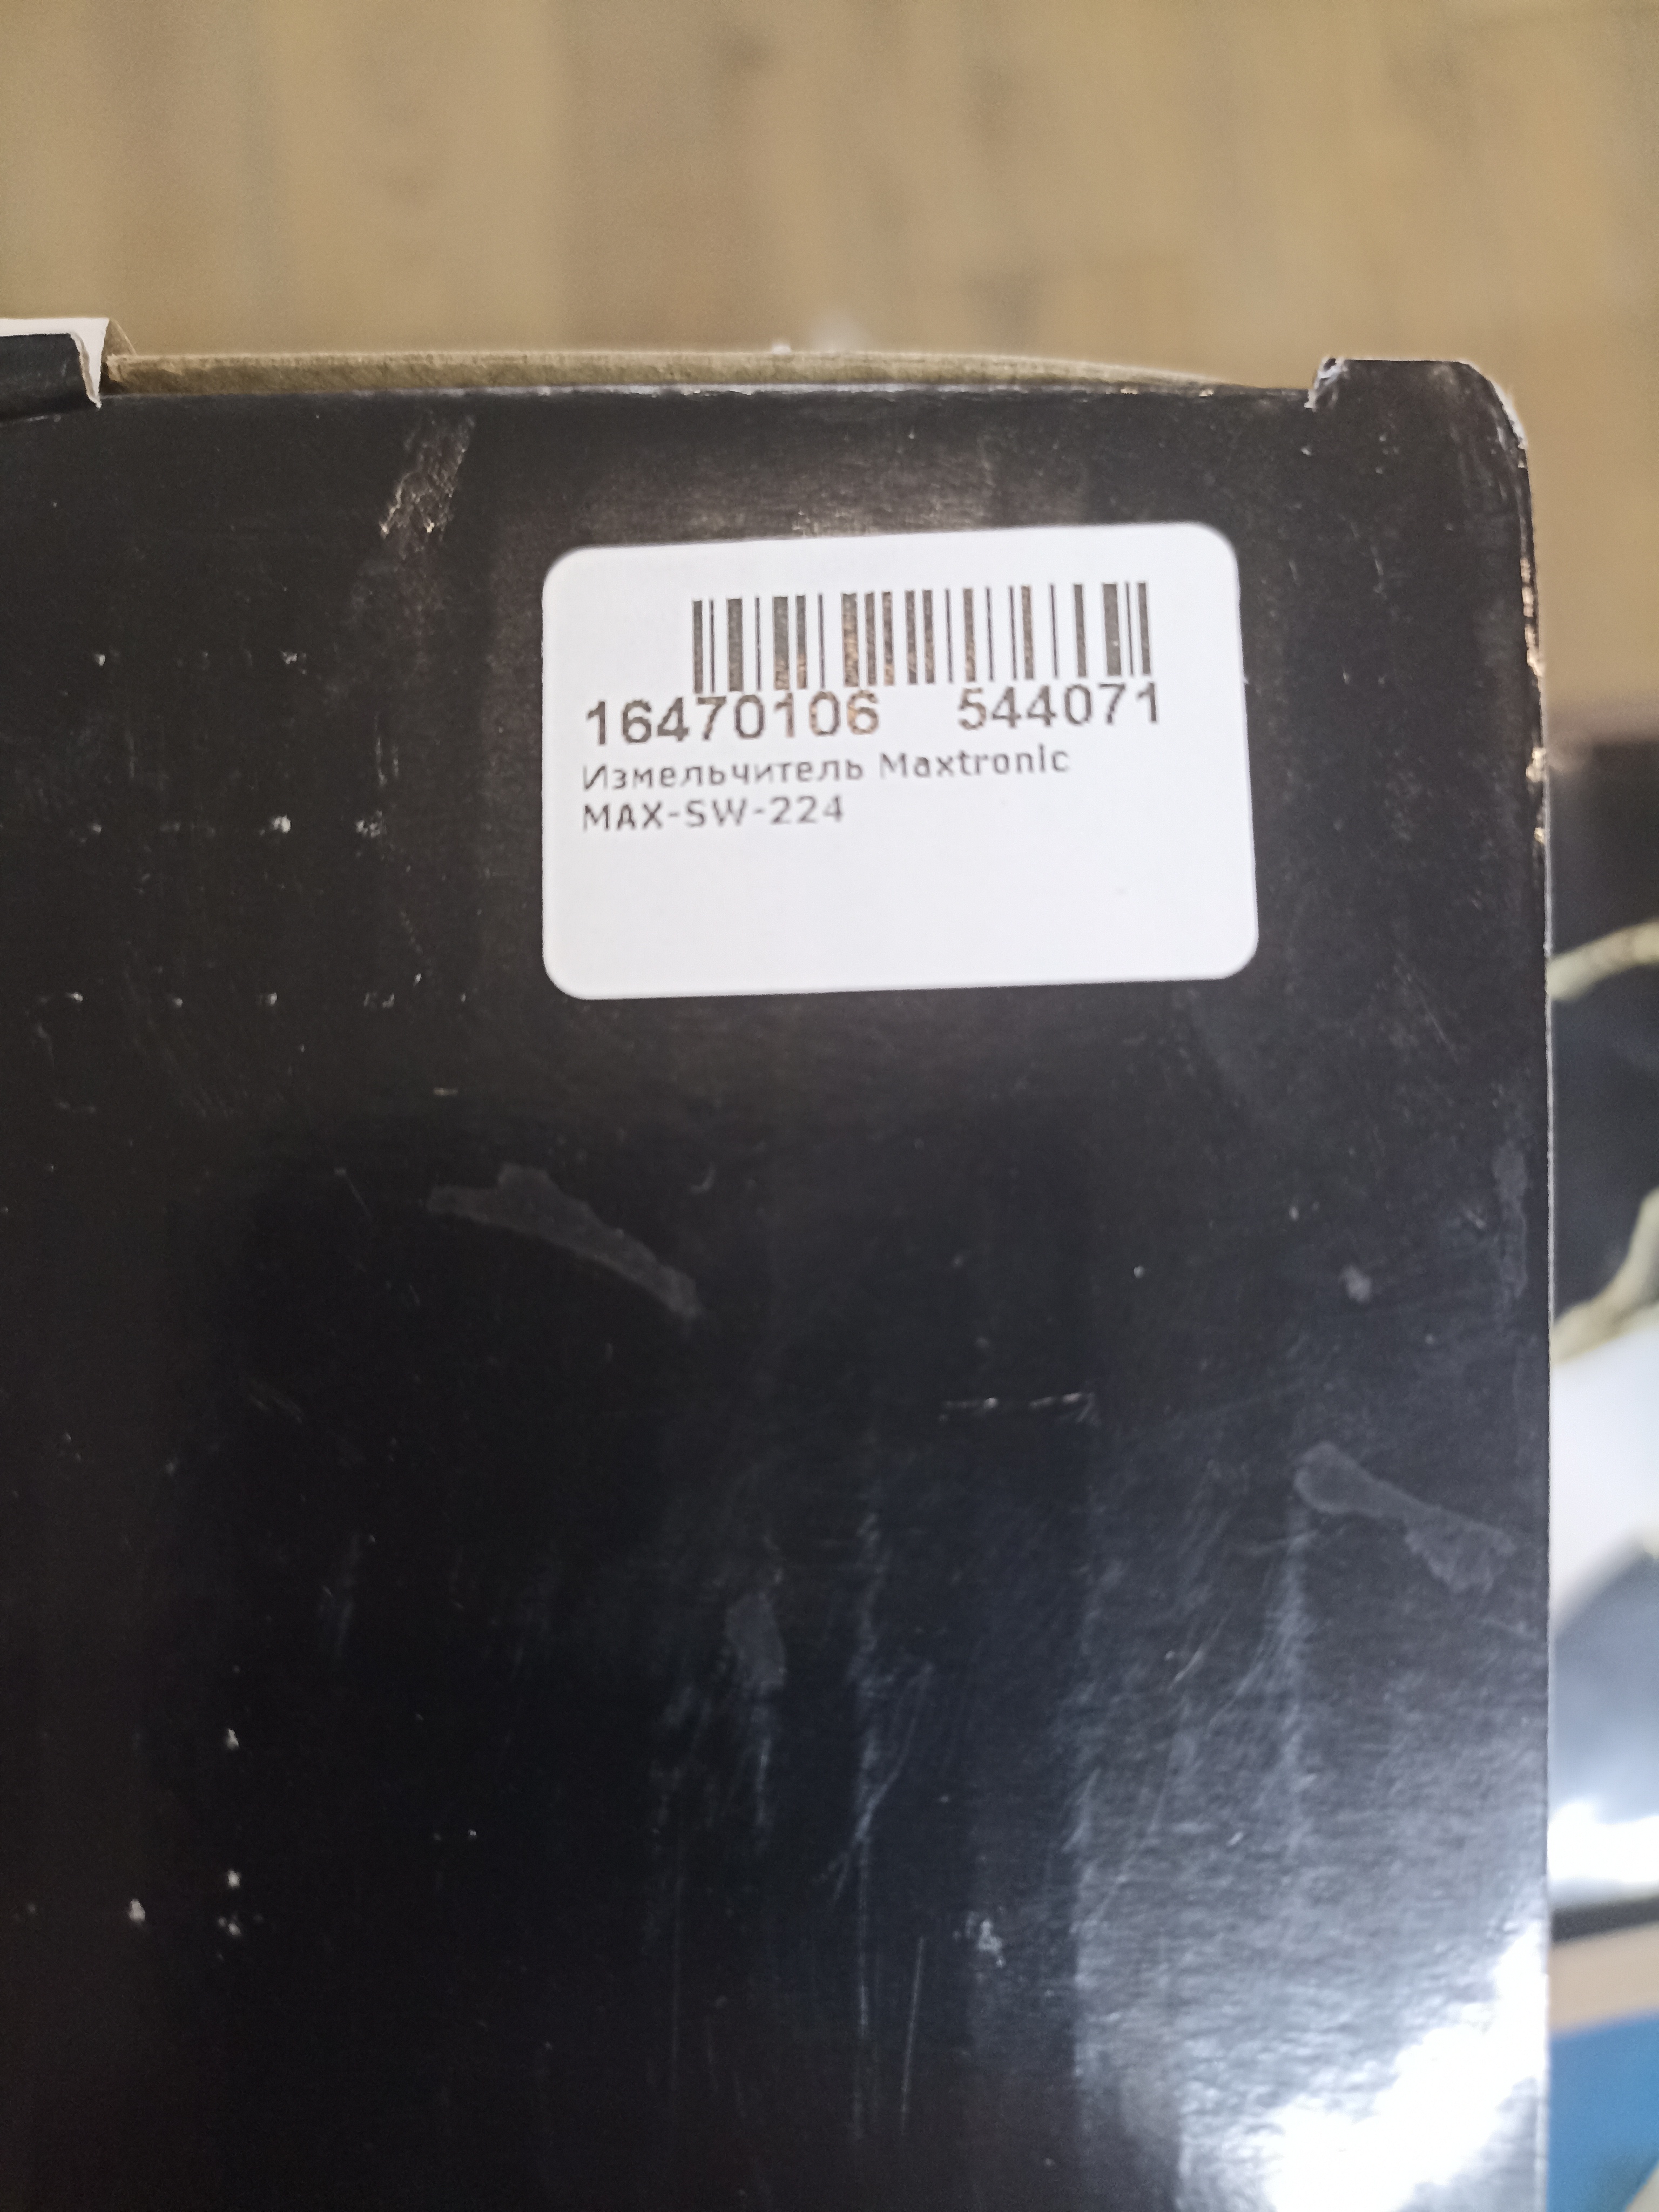 16470106 544071
Измельчитель Maxtronic
MAX-SW-224